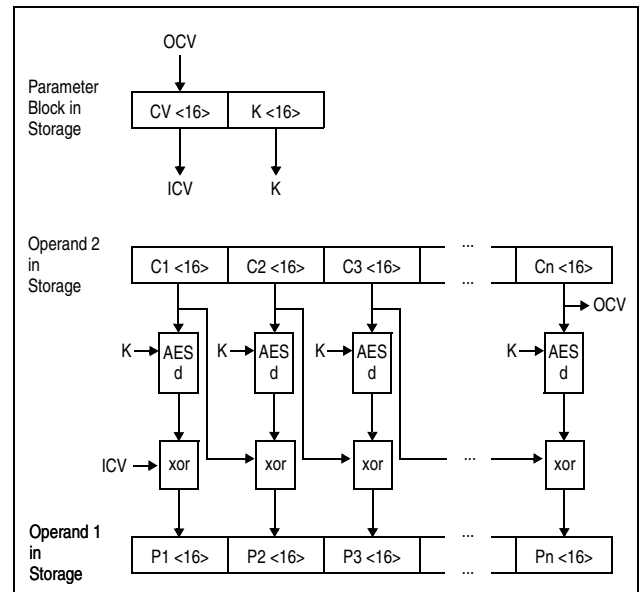 OCV
Parameter
Block in
Storage
CV <16> K <16>
ICV K
Operand 2
in
Storage
...
C1 <16> C2 <16> C3 <16> Cn <16>
...
OCV
K AES d K AES d K AES d K AES d
ICV xor xor xor ... xor
Operand 1
in
Storage
...
P1 <16> P2 <16> P3 <16> Pn <16>
...